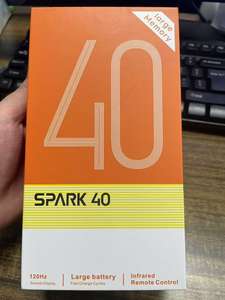 large
Memory
40
SPARK 40
120Hz
Large battery
Infrared
Remote Control